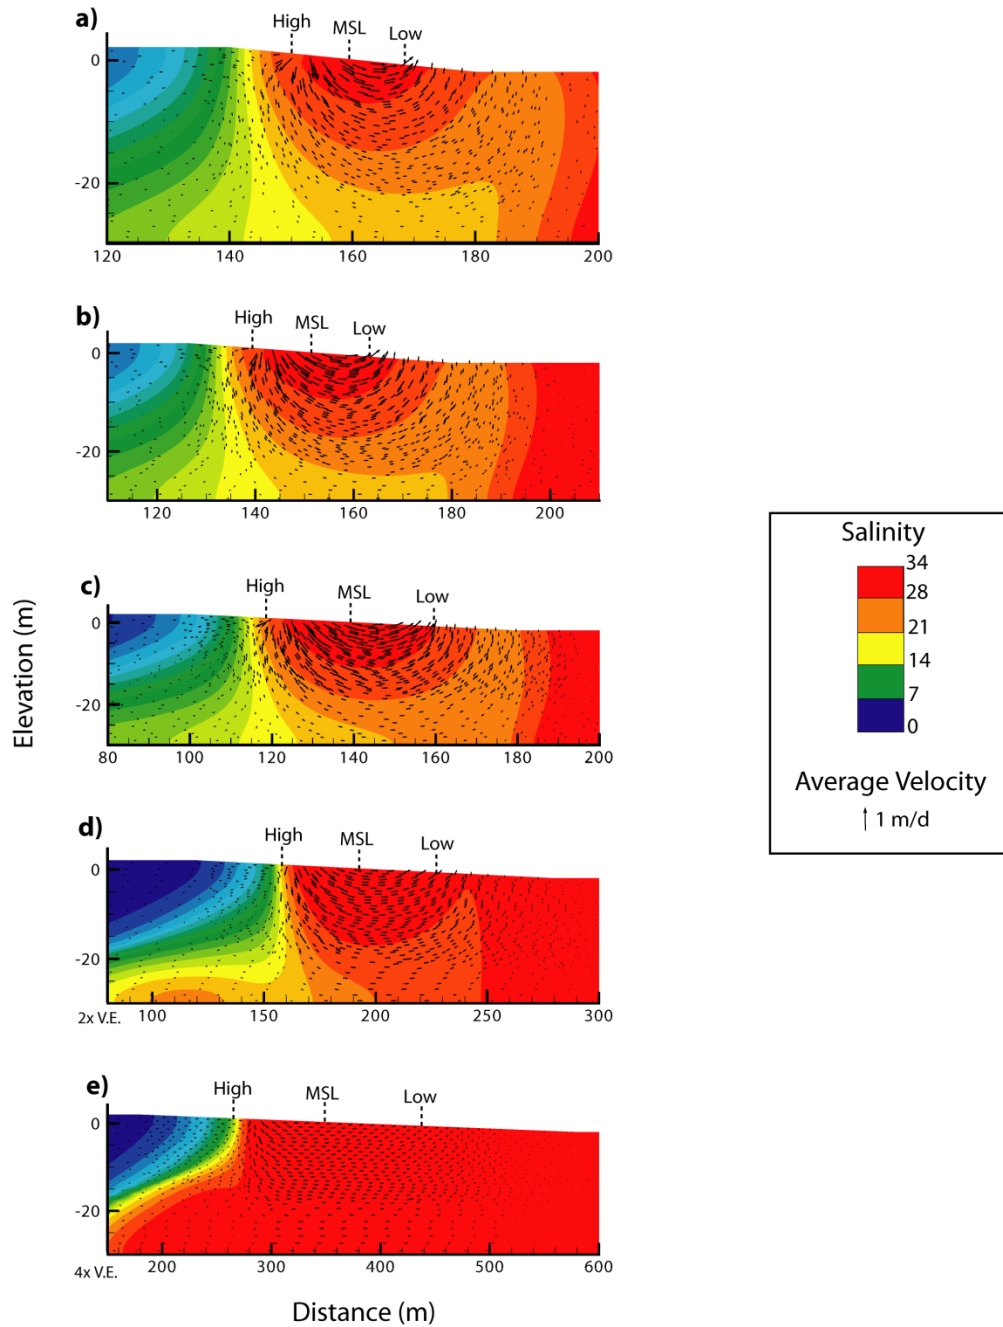 a)
High MSL Low
0
-20
120 140 160 180 200
b)
High MSL Low
0
-20
120 140 160 180 200
c)
High MSL Low
0
-20
80 100 120 140 160 180 200
d)
High MSL Low
0
-20
2x V.E. 100 150 200 250 300
e)
High MSL Low
0
-20
4x V.E. 200 300 400 500 600
Elevation (m)
Distance (m)
Salinity
34
28
21
14
7
0
Average Velocity
1 m/d